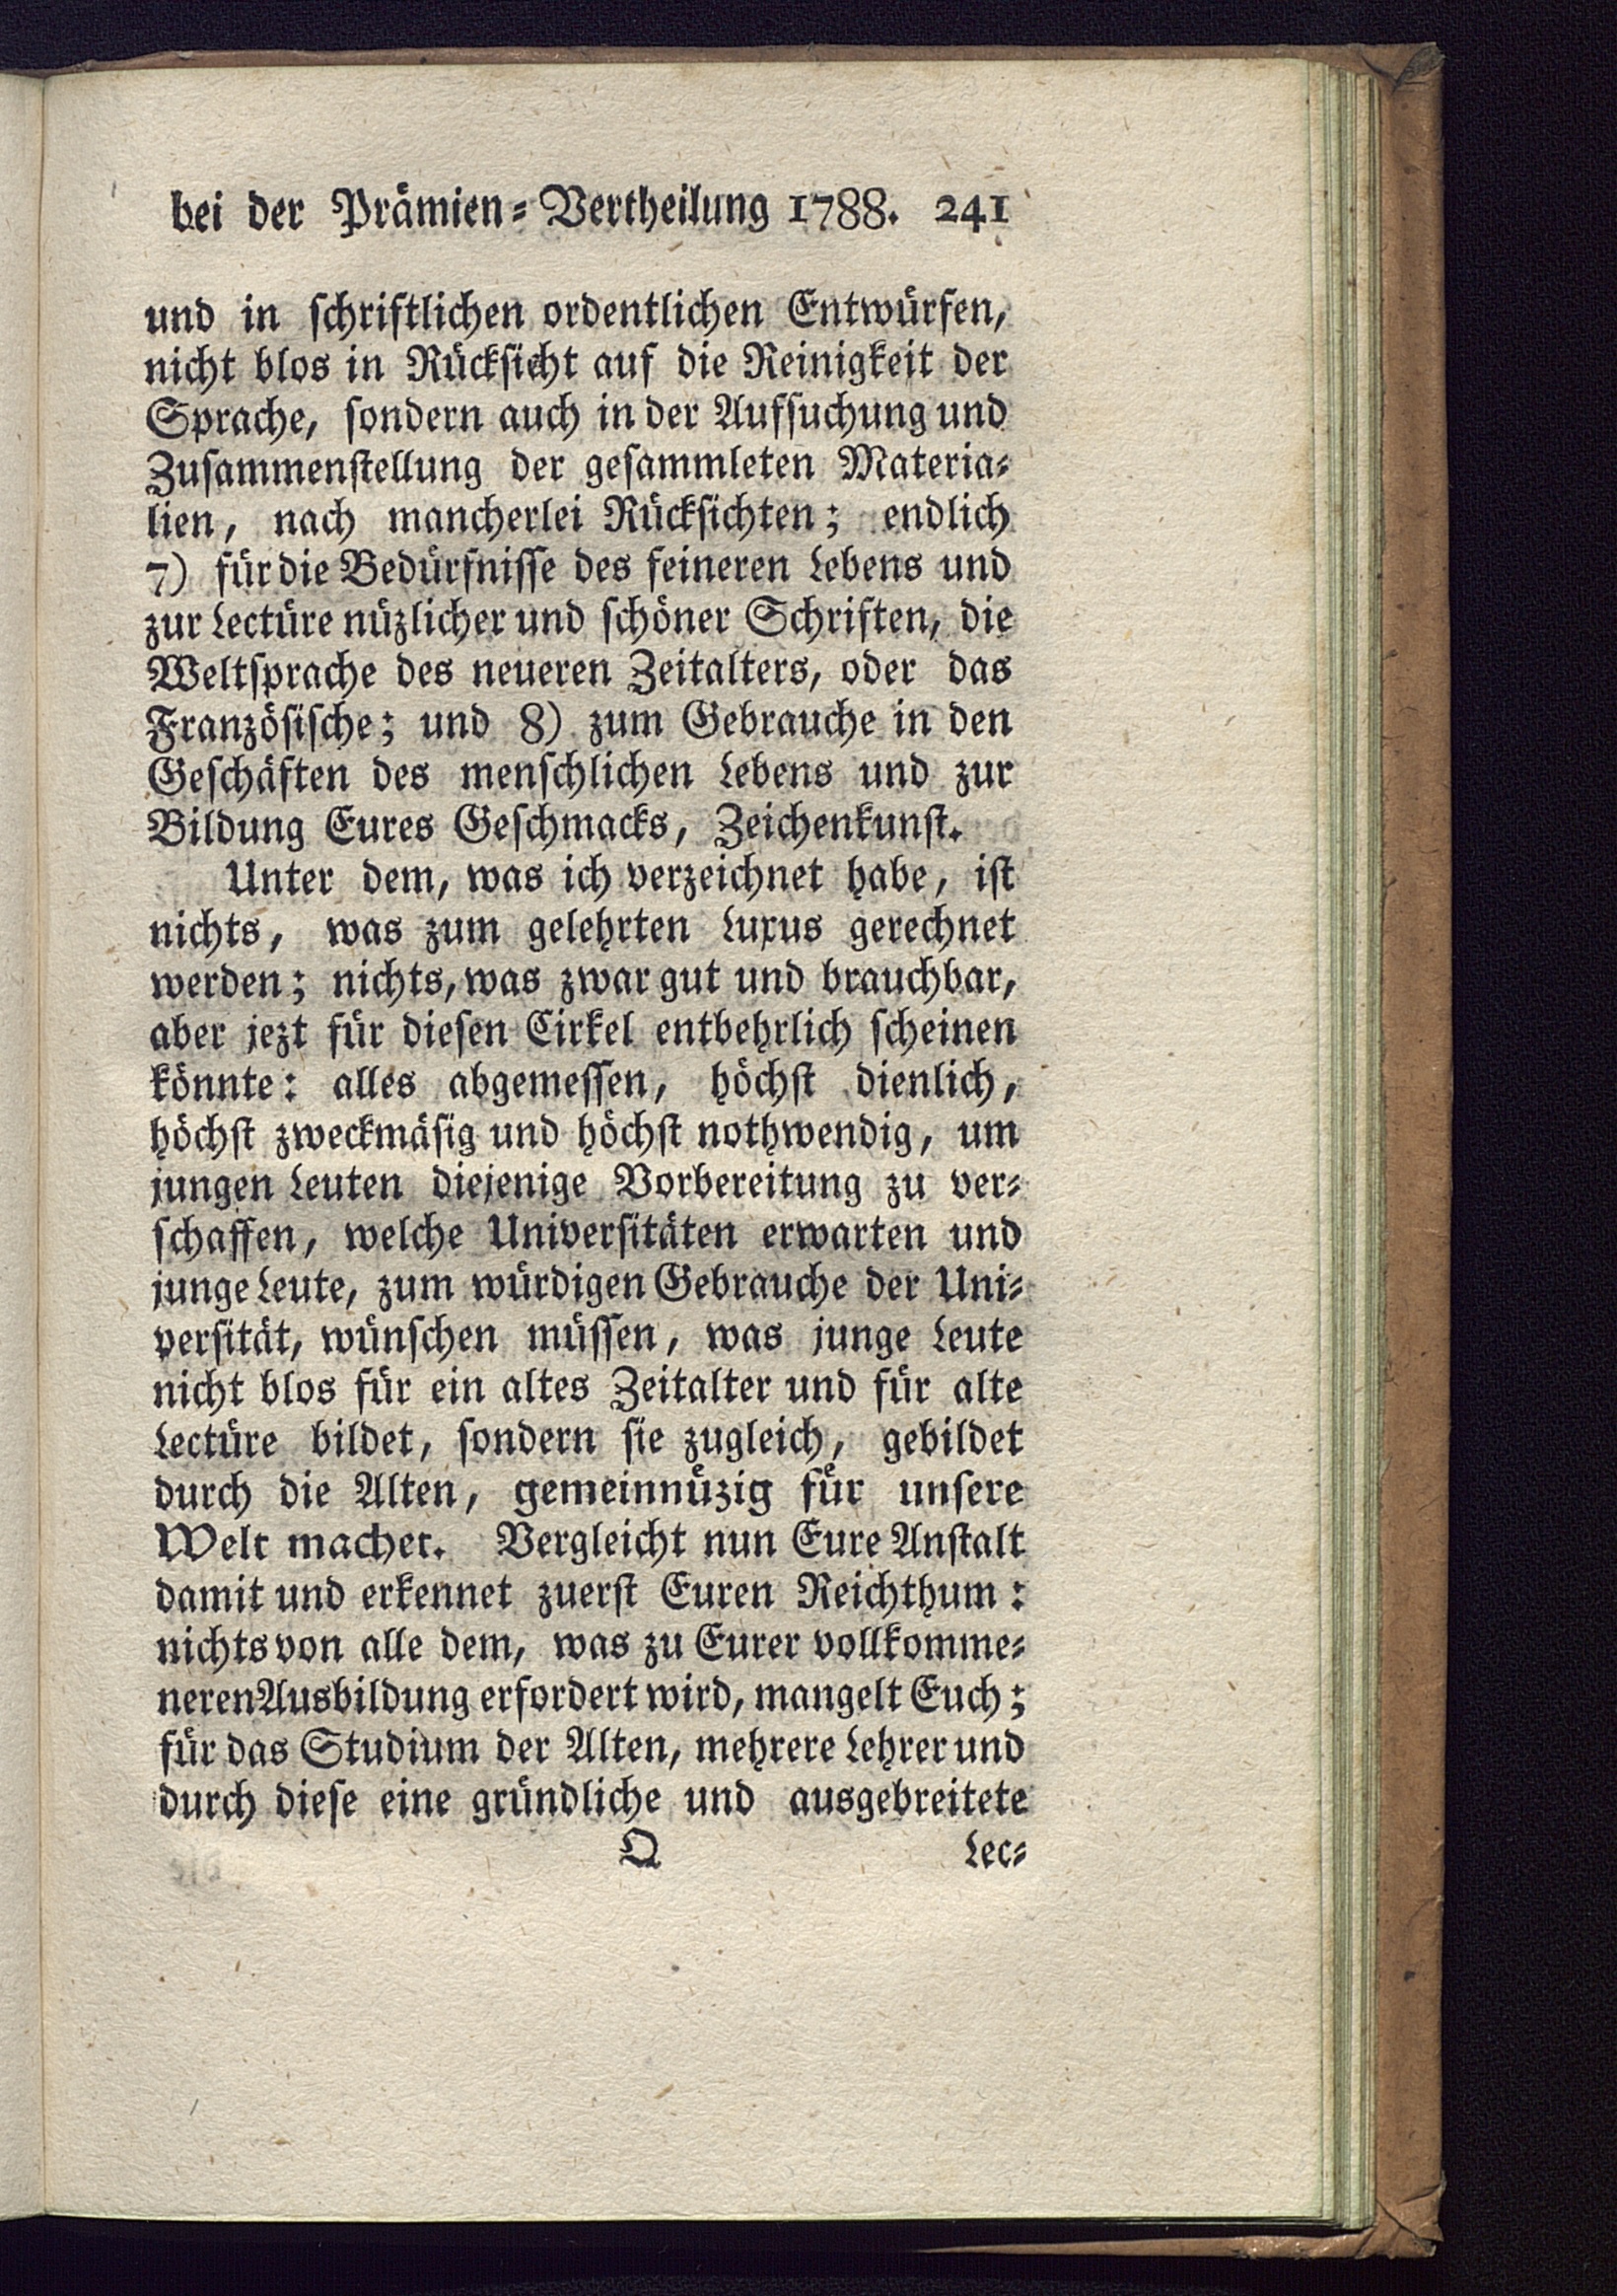 bei der Prämien-Vertheilung 1788. 241
und in schriftlichen ordentlichen Entwürfen,
nicht blos in Rücksicht auf die Reinigkeit der
Sprache, sondern auch in der Aufsuchung und
Zusammenstellung der gesammleten Materia-
lien, nach mancherlei Rücksichten; endlich
7) für die Bedürfnisse des feineren Lebens und
zur Lectüre nüzlicher und schöner Schriften, die
Weltsprache des neueren Zeitalters, oder das
Französische; und 8) zum Gebrauche in den
Geschäften des menschlichen Lebens und zur
Bildung Eures Geschmacks, Zeichenkunst.
Unter dem, was ich verzeichnet habe, ist
nichts, was zum gelehrten Luxus gerechnet
werden; nichts, was zwar gut und brauchbar,
aber jezt für diesen Cirkel entbehrlich scheinen
könnte: alles abgemessen, höchst dienlich,
höchst zweckmäsig und höchst nothwendig, um
jungen Leuten diejenige Vorbereitung zu ver-
schaffen, welche Universitäten erwarten und
junge Leute, zum würdigen Gebrauche der Uni-
versität, wünschen müssen, was junge Leute
nicht blos für ein altes Zeitalter und für alte
Lectüre bildet, sondern sie zugleich, gebildet
durch die Alten, gemeinnüzig für unsere
Welt machet. Vergleicht nun Eure Anstalt
damit und erkennet zuerst Euren Reichthum:
nichts von alle dem, was zu Eurer vollkomme-
neren Ausbildung erfordert wird, mangelt Euch;
für das Studium der Alten, mehrere Lehrer und
durch diese eine gründliche und ausgebreitete
Q Lec-